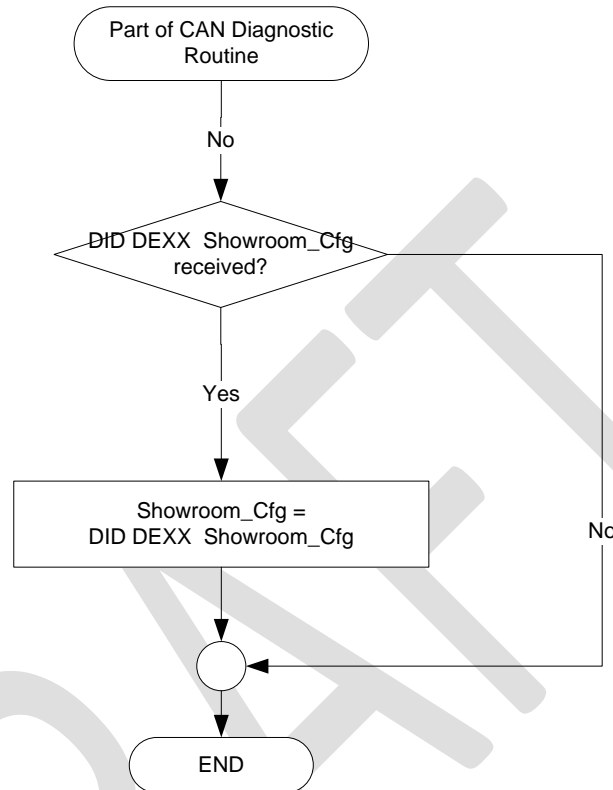 Part of CAN Diagnostic
Routine
No
DID DEXX Showroom_Cfg
received?
Yes
Showroom_Cfg =
DID DEXX Showroom_Cfg
No
END